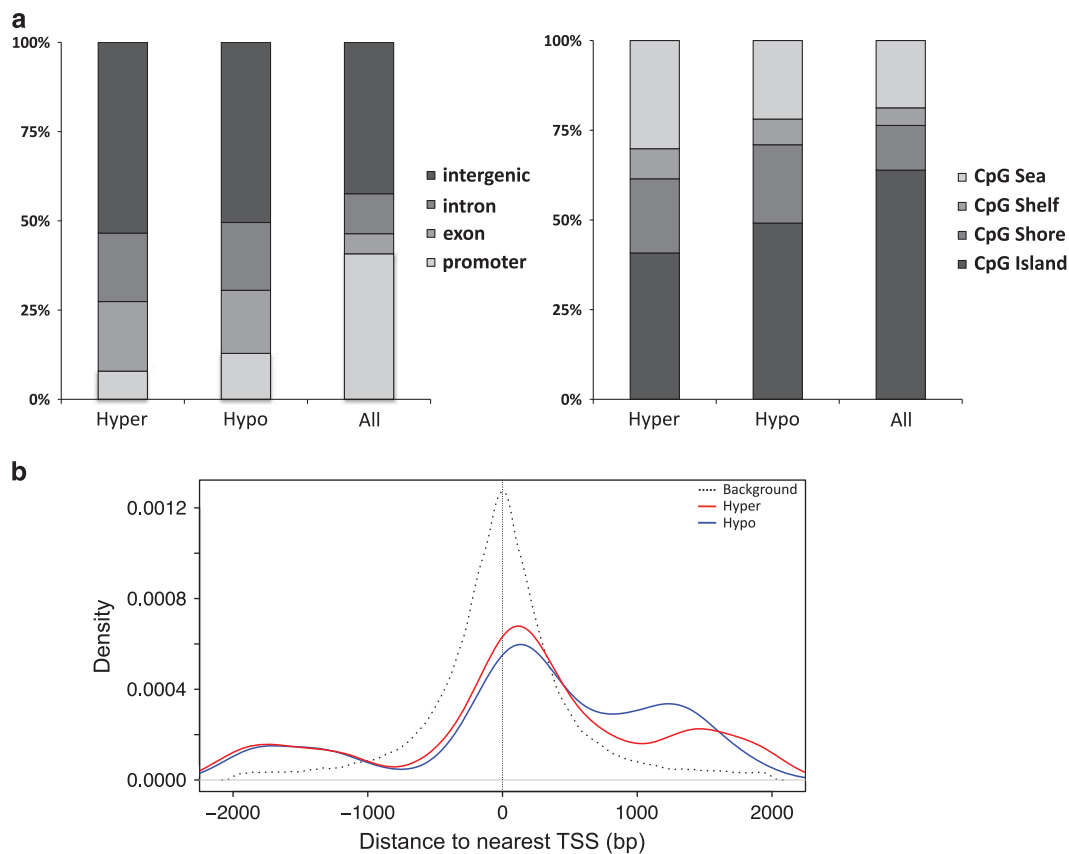 a
100%
75%
50%
25%
0%
Hyper
Hypo
All
intergenic
intron
exon
promoter
100%
75%
50%
25%
0%
Hyper
Hypo
All
CpG Sea
CpG Shelf
CpG Shore
CpG Island
b
Density
0.0012
0.0008
0.0004
0.0000
−2000
−1000
0
1000
2000
Distance to nearest TSS (bp)
Background
Hyper
Hypo